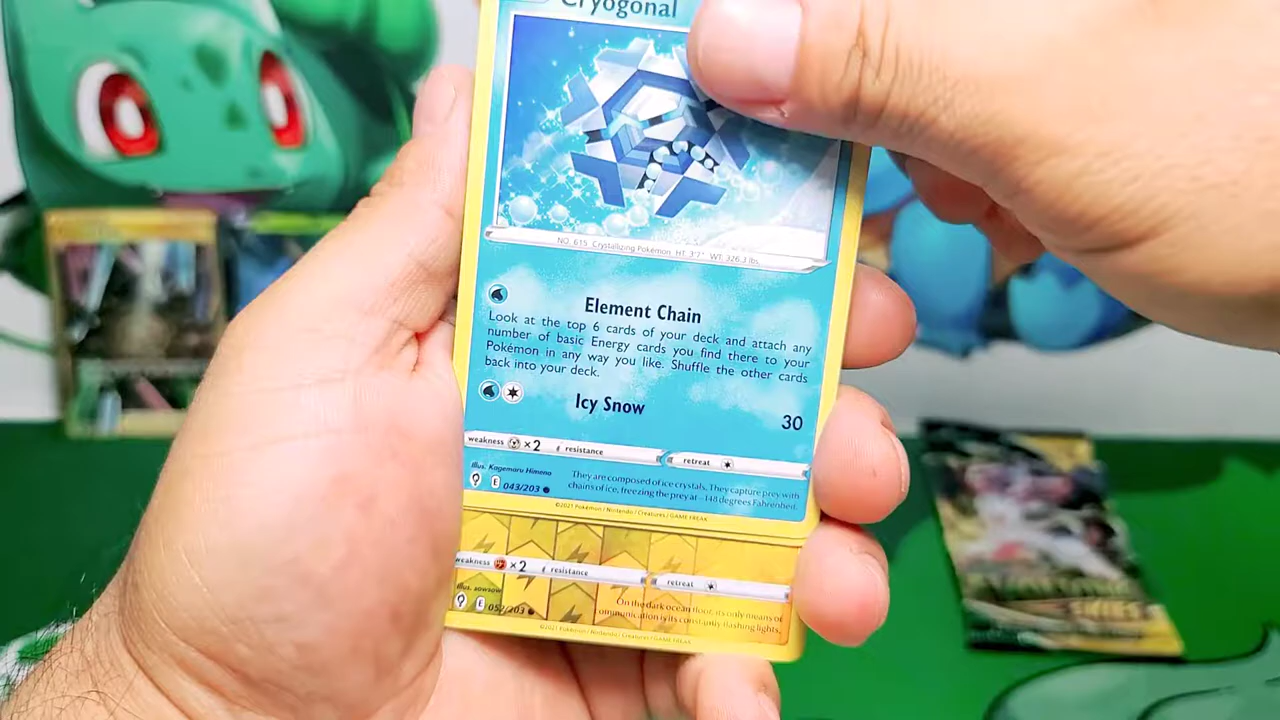 Cryogonal
NO. 615 Crystallizing Pokémon HT: 3'7" WT: 326.3 lbs.
Element Chain
Look at the top 6 cards of your deck and attach any
number of basic Energy cards you find there to your
Pokémon in any way you like. Shuffle the other cards
back into your deck.
Icy Snow 30
weakness ×2 resistance retreat
Illus. Kagemaru Himeno
E 043/203
They are composed of ice crystals. They capture prey with
chains of ice, freezing the prey at -148 degrees Fahrenheit.
©2021 Pokémon / Nintendo / Creatures / GAME FREAK
weakness ×2 resistance retreat
Illus. sowsow
E 052/203
On the dark ocean floor, its only means of
communication is its constantly flashing lights.
©2021 Pokémon / Nintendo / Creatures / GAME FREAK
SKIES